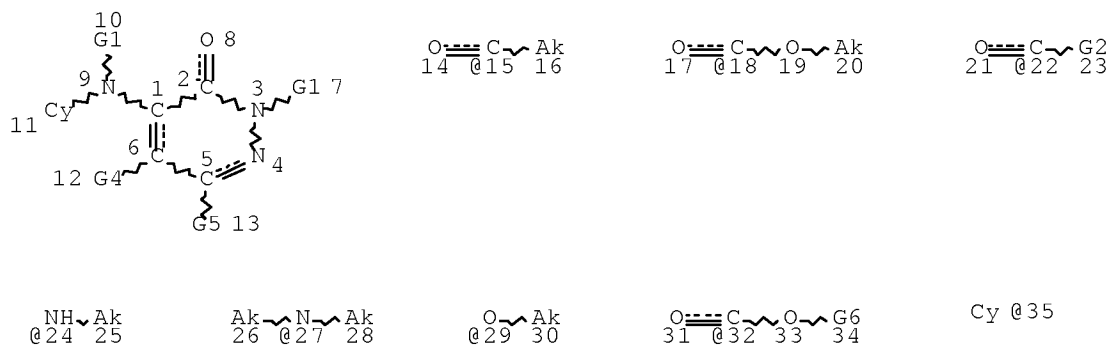 10
G1 O 8 O C Ak O C O Ak O C G2
14 @15 16 17 @18 19 20 21 @22 23
9 2 3
N 1 C G1 7
Cy C N
11
6 5
C C N 4
12 G4
G5 13
NH Ak Ak N Ak O Ak O C O G6 Cy @35
@24 25 26 @27 28 @29 30 31 @32 33 34